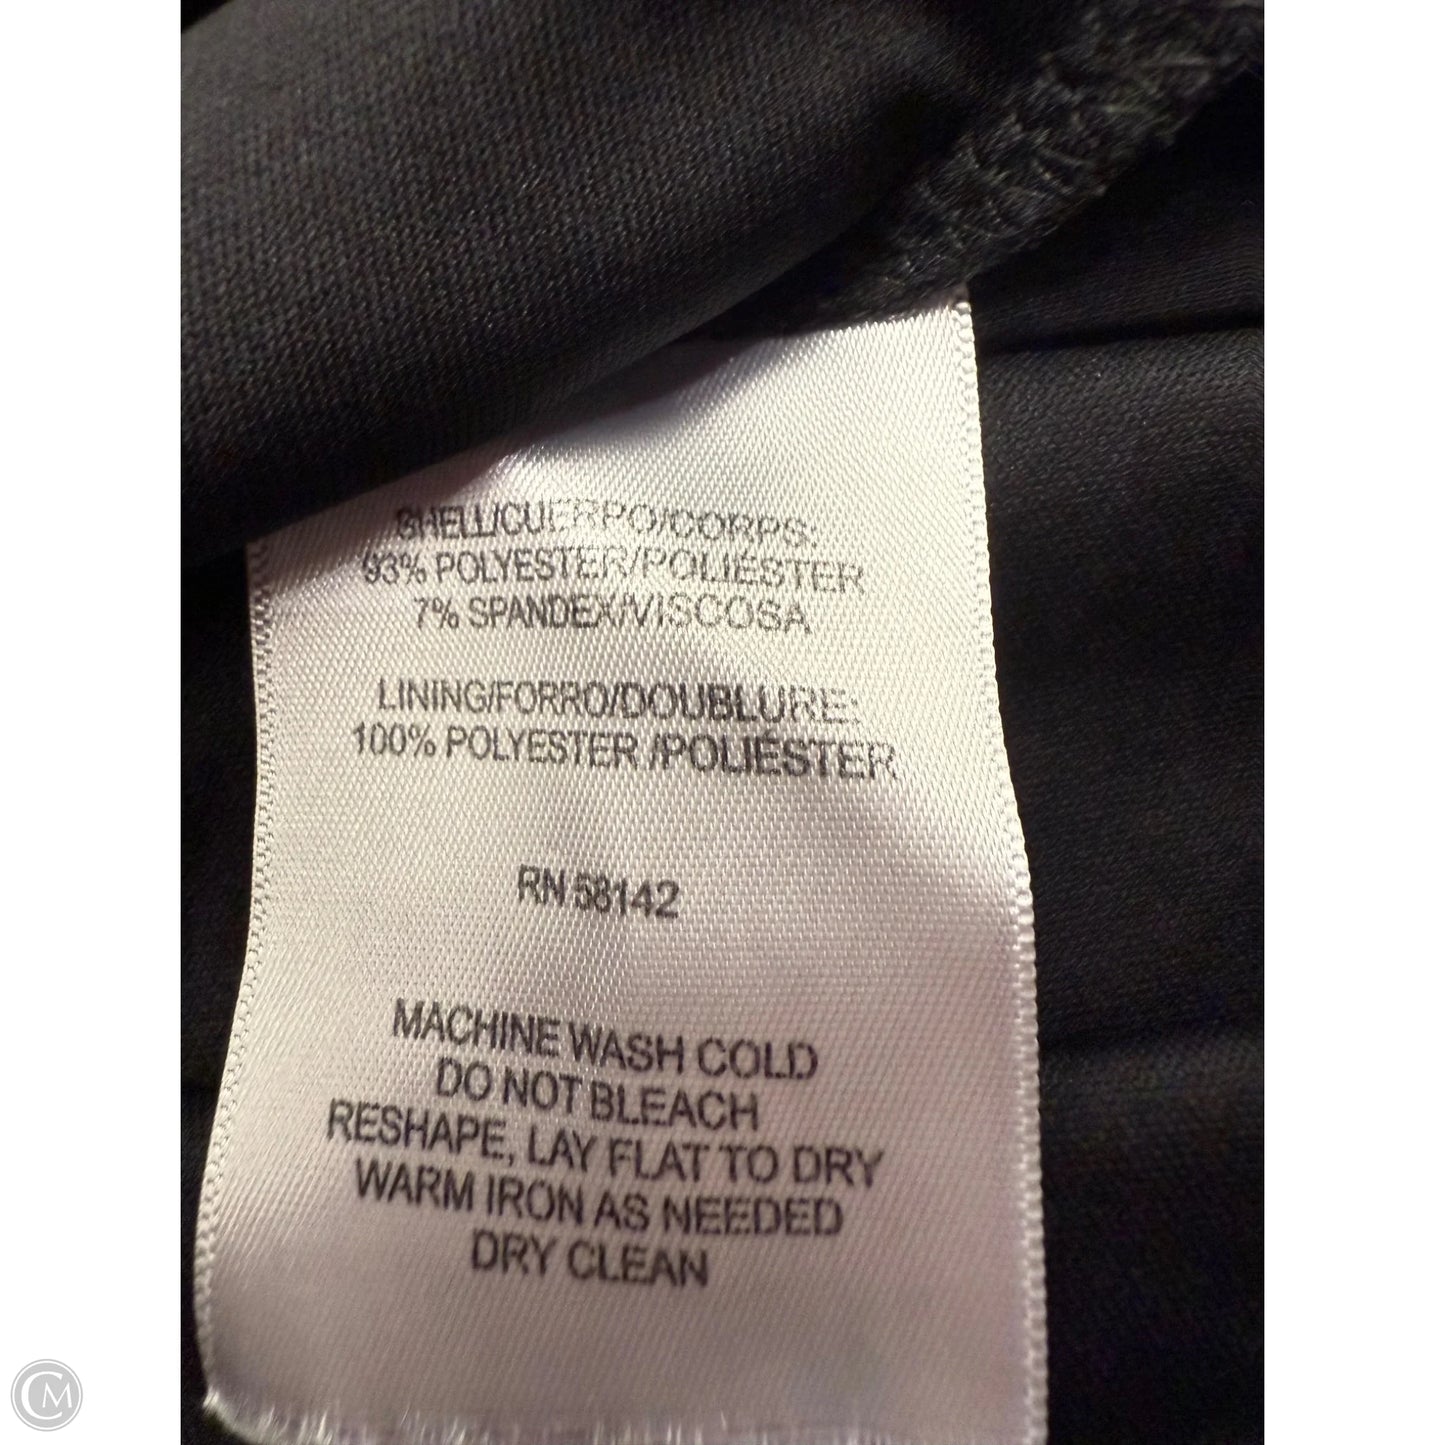 SHELL/CUERPO/CORPS:
93% POLYESTER/POLIÉSTER
7% SPANDEX/VISCOSA
LINING/FORRO/DOUBLURE:
100% POLYESTER /POLIÉSTER
RN 58142
MACHINE WASH COLD
DO NOT BLEACH
RESHAPE, LAY FLAT TO DRY
WARM IRON AS NEEDED
DRY CLEAN
CM